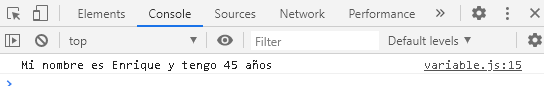 Elements Console Sources Network Performance »
top Filter Default levels
Mi nombre es Enrique y tengo 45 años variable.js:15
>